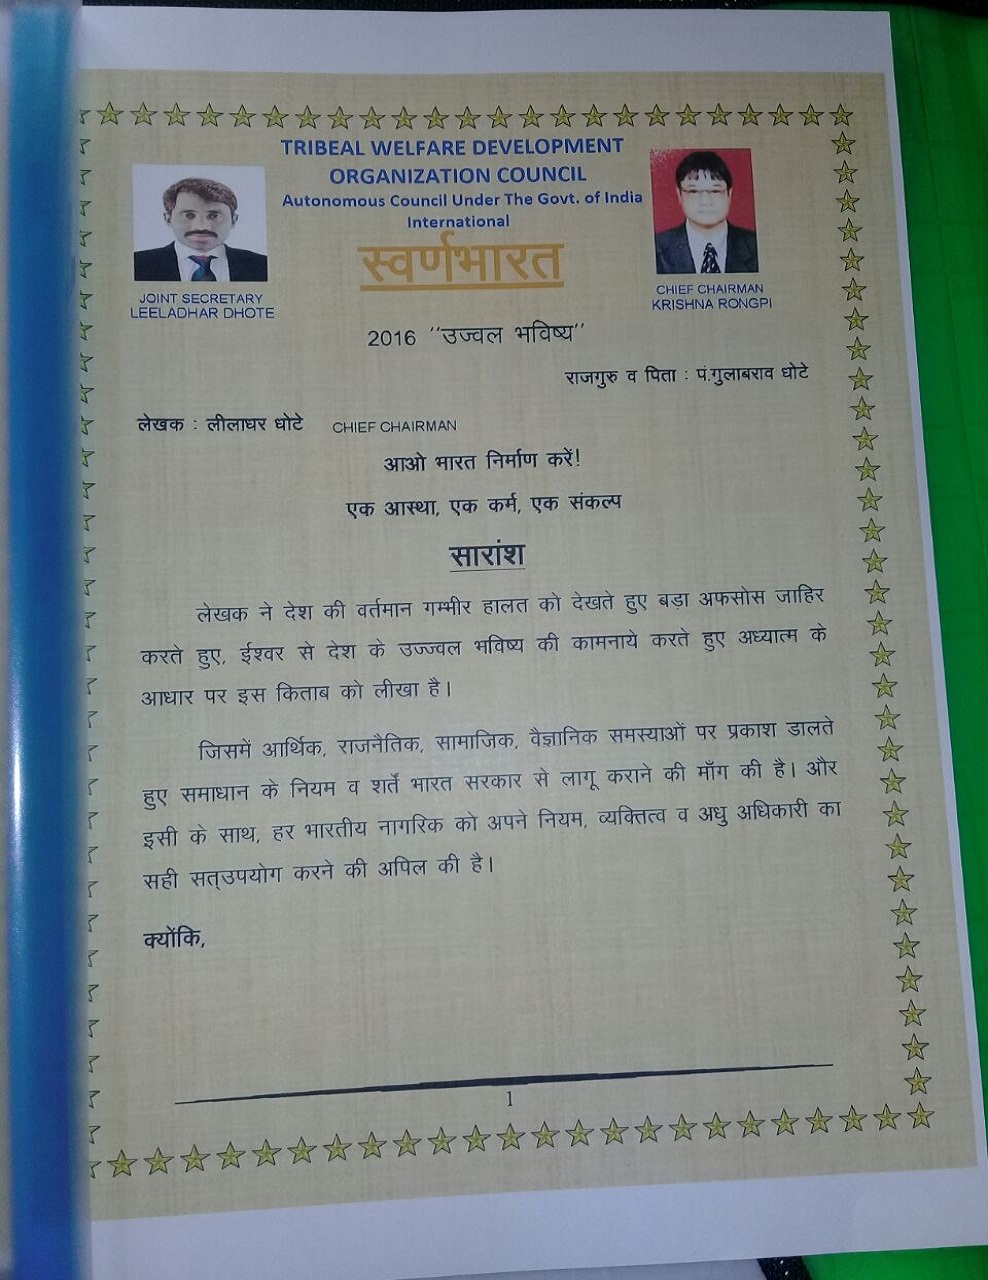 TRIBEAL WELFARE DEVELOPMENT
ORGANIZATION COUNCIL
Autonomous Council Under The Govt. of India
International
स्वर्णभारत
JOINT SECRETARY
LEELADHAR DHOTE
CHIEF CHAIRMAN
KRISHNA RONGPI
2016 ''उज्वल भविष्य''
राजगुरु व पिता : पं.गुलाबराव धोटे
लेखक : लीलाधर धोटे CHIEF CHAIRMAN
आओ भारत निर्माण करें!
एक आस्था, एक कर्म, एक संकल्प
सारांश
लेखक ने देश की वर्तमान गम्भीर हालत को देखते हुए बड़ा अफसोस जाहिर
करते हुए, ईश्वर से देश के उज्ज्वल भविष्य की कामनाये करते हुए अध्यात्म के
आधार पर इस किताब को लीखा है।
जिसमें आर्थिक, राजनैतिक, सामाजिक, वैज्ञानिक समस्याओं पर प्रकाश डालते
हुए समाधान के नियम व शर्तें भारत सरकार से लागू कराने की माँग की है। और
इसी के साथ, हर भारतीय नागरिक को अपने नियम, व्यक्तित्व व अधु अधिकारी का
सही सत्उपयोग करने की अपिल की है।
क्योंकि,
1